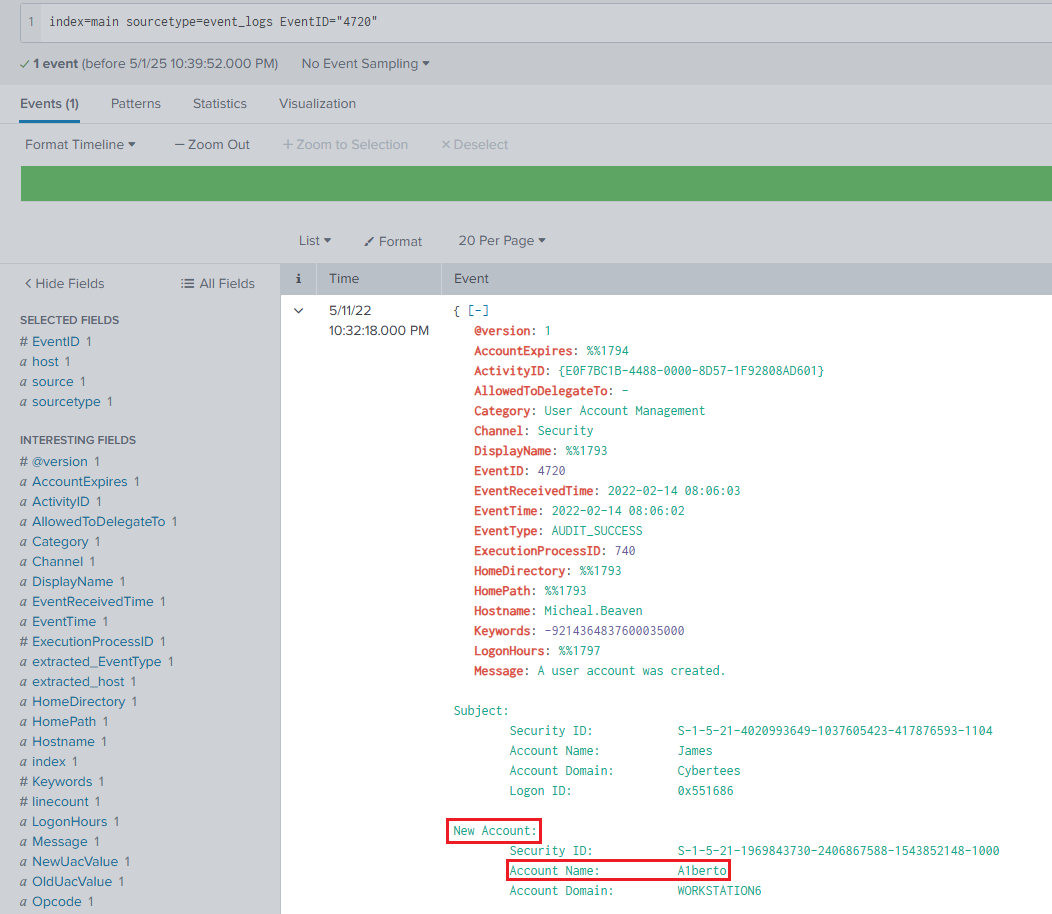 1 index=main sourcetype=event_logs EventID="4720"
✓ 1 event (before 5/1/25 10:39:52.000 PM) No Event Sampling ▾
Events (1) Patterns Statistics Visualization
Format Timeline ▾ — Zoom Out + Zoom to Selection × Deselect
List ▾ Format 20 Per Page ▾
< Hide Fields All Fields
SELECTED FIELDS
# EventID 1
a host 1
a source 1
a sourcetype 1
INTERESTING FIELDS
# @version 1
a AccountExpires 1
a ActivityID 1
a AllowedToDelegateTo 1
a Category 1
a Channel 1
a DisplayName 1
a EventReceivedTime 1
a EventTime 1
# ExecutionProcessID 1
a extracted_EventType 1
a extracted_host 1
a HomeDirectory 1
a HomePath 1
a Hostname 1
a index 1
# Keywords 1
# linecount 1
a LogonHours 1
a Message 1
a NewUacValue 1
a OldUacValue 1
a Opcode 1
i Time Event
5/11/22
10:32:18.000 PM
{ [-]
@version: 1
AccountExpires: %%1794
ActivityID: {E0F7BC1B-4488-0000-8D57-1F92808AD601}
AllowedToDelegateTo: -
Category: User Account Management
Channel: Security
DisplayName: %%1793
EventID: 4720
EventReceivedTime: 2022-02-14 08:06:03
EventTime: 2022-02-14 08:06:02
EventType: AUDIT_SUCCESS
ExecutionProcessID: 740
HomeDirectory: %%1793
HomePath: %%1793
Hostname: Micheal.Beaven
Keywords: -9214364837600035000
LogonHours: %%1797
Message: A user account was created.
Subject:
Security ID: S-1-5-21-4020993649-1037605423-417876593-1104
Account Name: James
Account Domain: Cybertees
Logon ID: 0x551686
New Account:
Security ID: S-1-5-21-1969843730-2406867588-1543852148-1000
Account Name: A1berto
Account Domain: WORKSTATION6